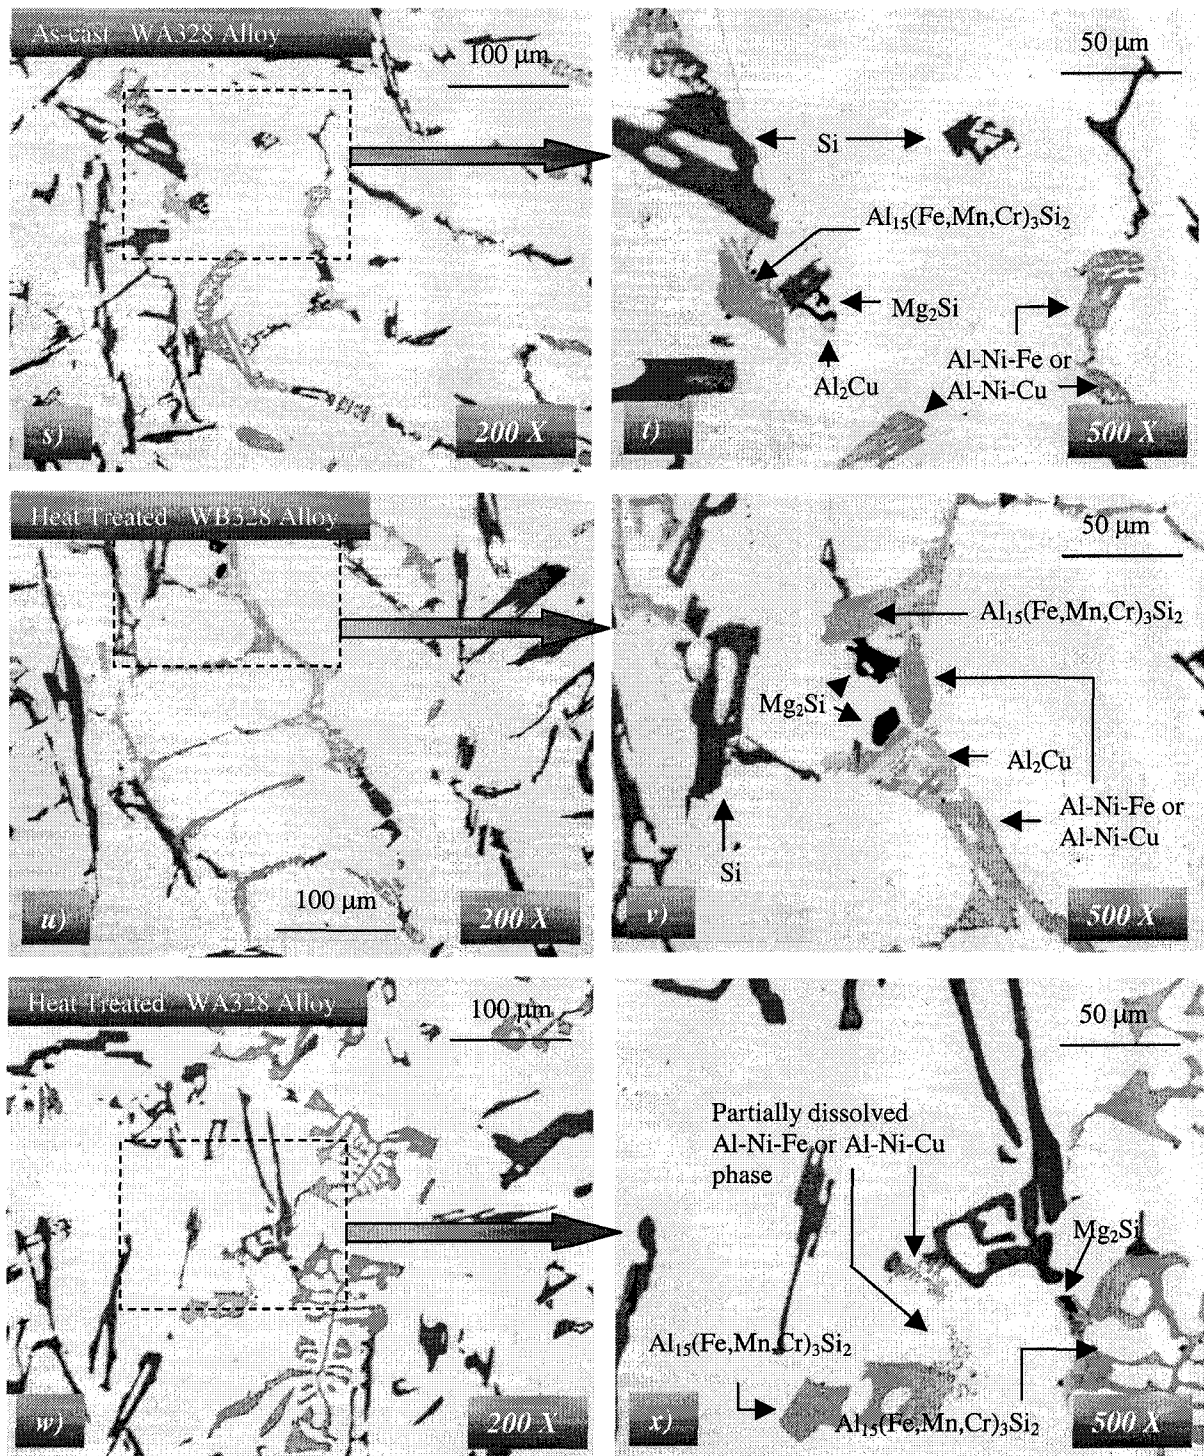 As-cast WA328 Alloy
100 µm
s)
200 X
50 µm
Si
Al₁₅(Fe,Mn,Cr)₃Si₂
Mg₂Si
Al₂Cu
Al-Ni-Fe or
Al-Ni-Cu
t)
500 X
Heat Treated WB328 Alloy
100 µm
u)
200 X
50 µm
Al₁₅(Fe,Mn,Cr)₃Si₂
Mg₂Si
Al₂Cu
Al-Ni-Fe or
Al-Ni-Cu
Si
v)
500 X
Heat Treated WA328 Alloy
100 µm
w)
200 X
50 µm
Partially dissolved
Al-Ni-Fe or Al-Ni-Cu
phase
Mg₂Si
Al₁₅(Fe,Mn,Cr)₃Si₂
Al₁₅(Fe,Mn,Cr)₃Si₂
x)
500 X